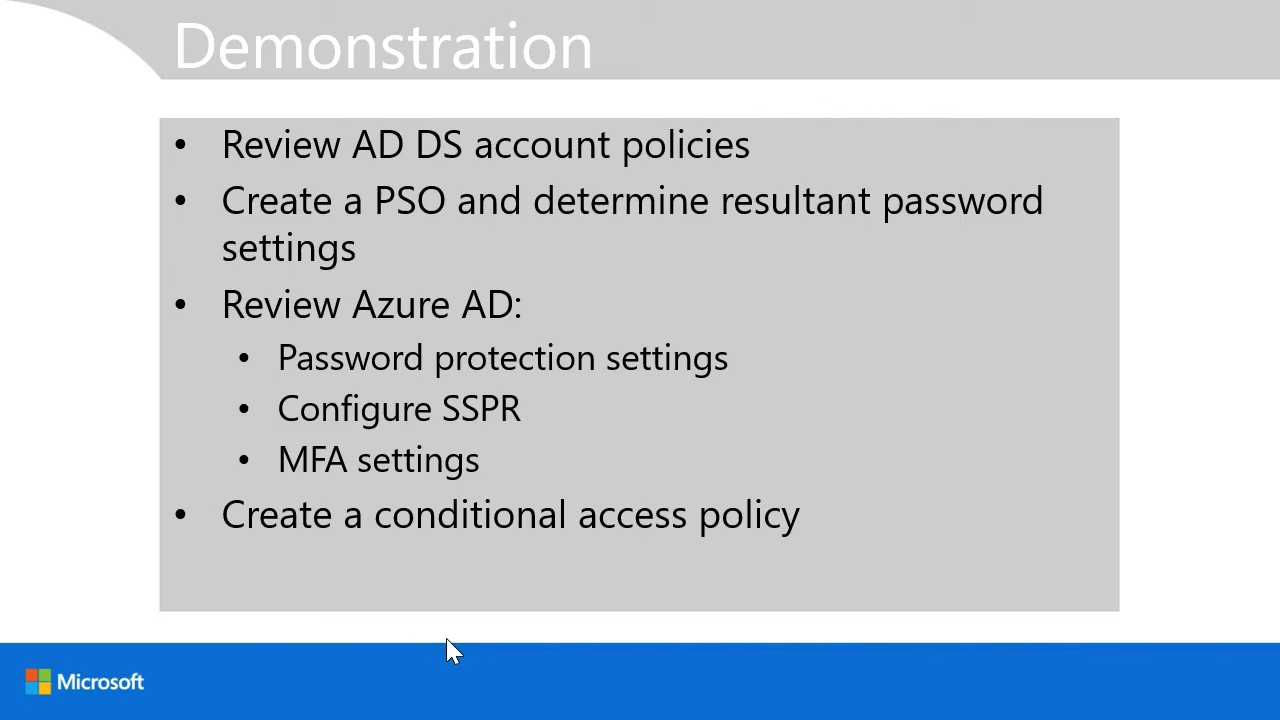 Demonstration
• Review AD DS account policies
• Create a PSO and determine resultant password
settings
• Review Azure AD:
• Password protection settings
• Configure SSPR
• MFA settings
• Create a conditional access policy
Microsoft